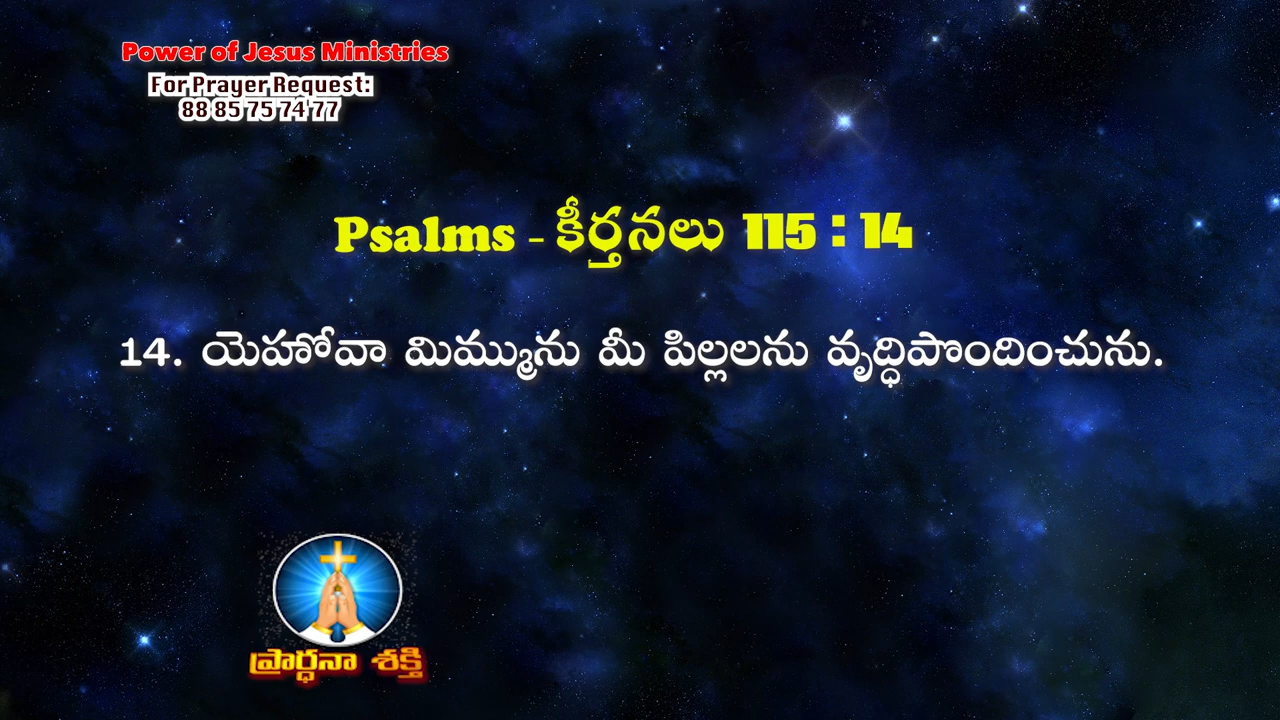 Power of Jesus Ministries
For Prayer Request:
88 85 75 74 77
Psalms - కీర్తనలు 115 : 14
14. యెహోవా మిమ్మును మీ పిల్లలను వృద్ధిపొందించును.
ప్రార్ధనా శక్తి